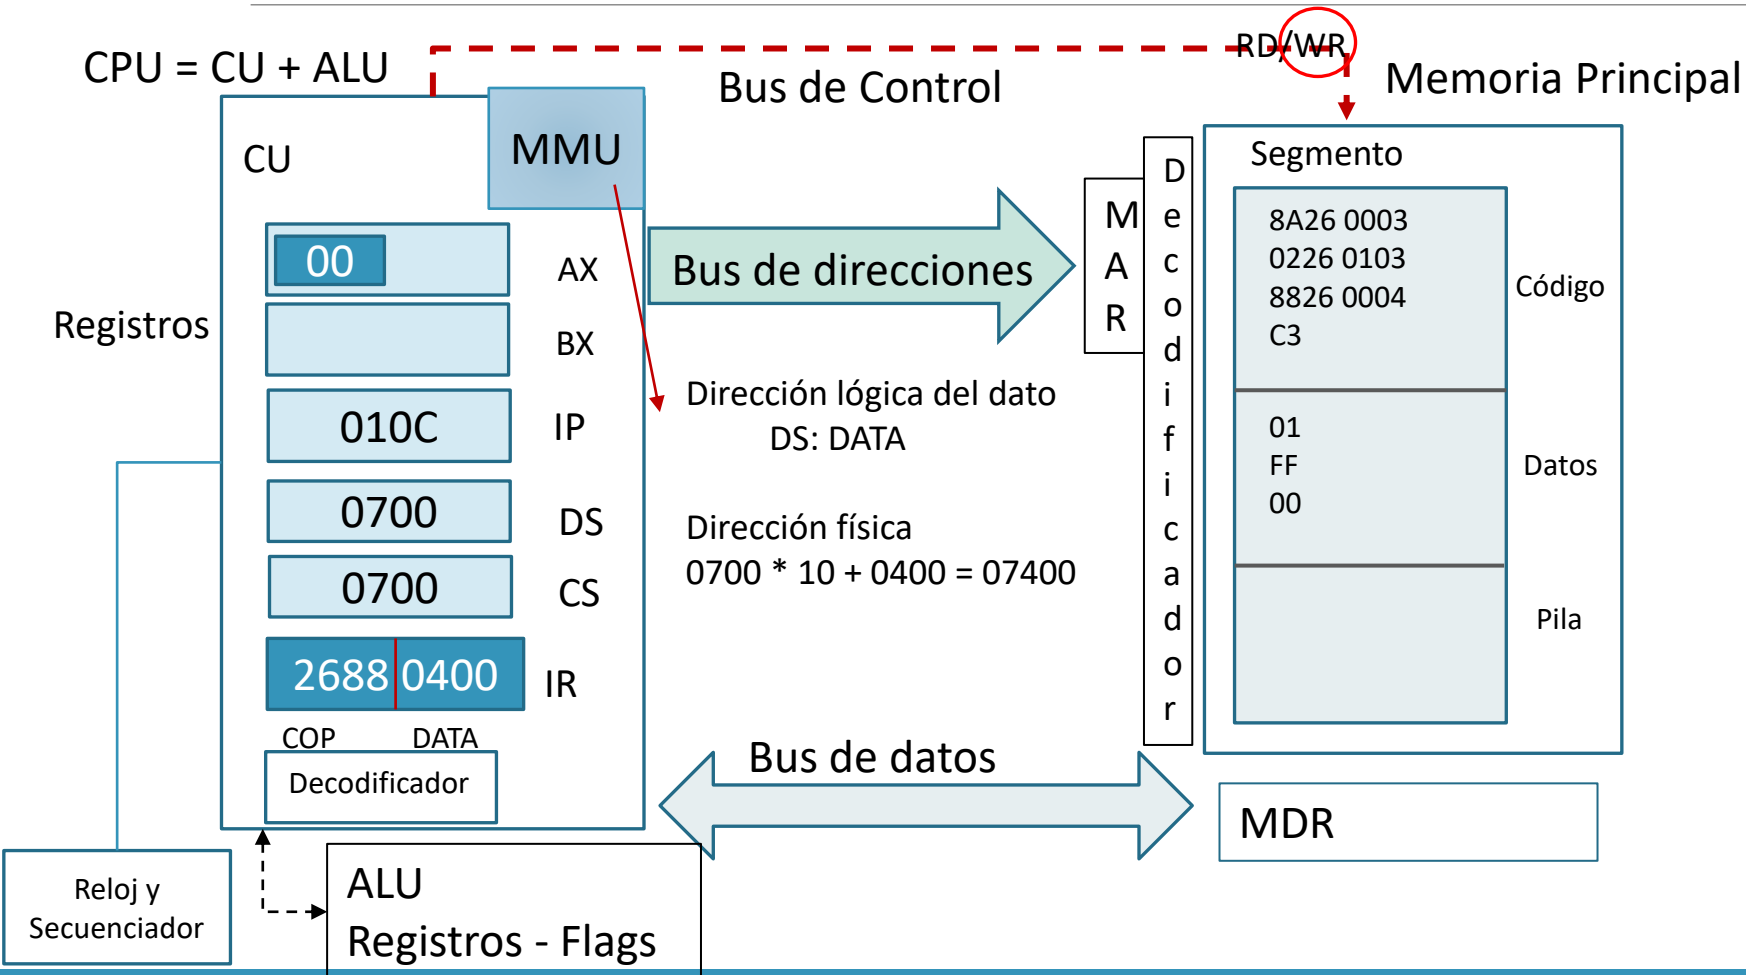 CPU = CU + ALU
RD/WR
Bus de Control
Memoria Principal
CU
MMU
Segmento
00
AX
BX
Registros
010C
IP
0700
DS
0700
CS
2688 0400
IR
COP DATA
Decodificador
Reloj y
Secuenciador
ALU
Registros - Flags
Bus de direcciones
Dirección lógica del dato
DS: DATA
Dirección física
0700 * 10 + 0400 = 07400
Bus de datos
MAR
Decodificador
8A26 0003
0226 0103
8826 0004
C3
Código
01
FF
00
Datos
Pila
MDR